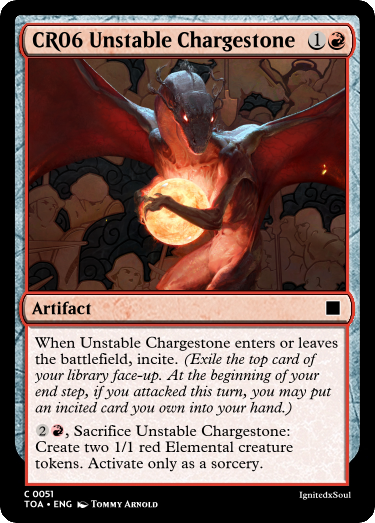 CR06 Unstable Chargestone 1
Artifact
When Unstable Chargestone enters or leaves
the battlefield, incite. (Exile the top card of
your library face-up. At the beginning of your
end step, if you attacked this turn, you may put
an incited card you own into your hand.)
2, Sacrifice Unstable Chargestone:
Create two 1/1 red Elemental creature
tokens. Activate only as a sorcery.
C 0051
IgnitedxSoul
TOA • ENG Tommy Arnold